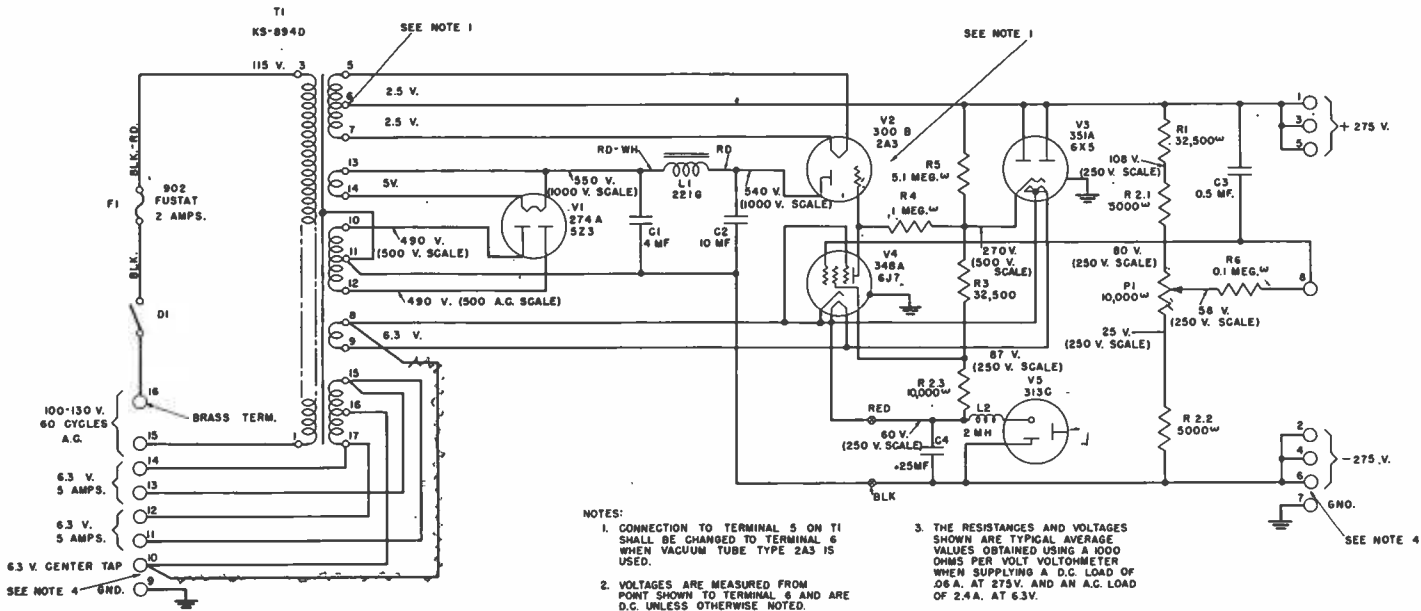 T1
KS-8940
SEE NOTE 1
SEE NOTE 1
115 V. 3
5
2.5 V.
6
2.5 V.
7
13
5V.
14
10
490 V.
(500 V. SCALE)
11
12
490 V. (500 A.C. SCALE)
8
6.3 V.
9
15
16
17
1
BLK.-RD.
902
FUSTAT
2 AMPS.
F1
BLK.
D1
16
BRASS TERM.
100-130 V.
60 CYCLES
A.C.
15
14
6.3 V.
5 AMPS.
13
12
6.3 V.
5 AMPS.
11
10
6.3 V. CENTER TAP
SEE NOTE 4
9
GND.
V1
274A
5Z3
550 V.
(1000 V. SCALE)
RD-WH
L1
221G
RD
C1
4 MF
C2
10 MF
540 V.
(1000 V. SCALE)
V2
300 B
2A3
R5
5.1 MEG.ω
R4
.1 MEG.ω
V3
351A
6X5
270V.
(500 V.
SCALE)
V4
348A
6J7
R3
32,500
87 V.
(250 V. SCALE)
R 2.3
10,000ω
V5
313G
RED
60 V.
(250 V. SCALE)
C4
.25MF
L2
2 MH
BLK
R1
32,500ω
108 V.
(250 V. SCALE)
R 2.1
5000ω
80 V.
(250 V. SCALE)
P1
10,000ω
25 V.
(250 V. SCALE)
58 V.
(250 V. SCALE)
R6
0.1 MEG.ω
R 2.2
5000ω
C3
0.5 MF.
1
3
5
+ 275 V.
8
2
4
6
- 275 V.
7
GND.
SEE NOTE 4
NOTES:
1. CONNECTION TO TERMINAL 5 ON T1
SHALL BE CHANGED TO TERMINAL 6
WHEN VACUUM TUBE TYPE 2A3 IS
USED.
2. VOLTAGES ARE MEASURED FROM
POINT SHOWN TO TERMINAL 6 AND ARE
D.C. UNLESS OTHERWISE NOTED.
3. THE RESISTANCES AND VOLTAGES
SHOWN ARE TYPICAL AVERAGE
VALUES OBTAINED USING A 1000
OHMS PER VOLT VOLTOHMETER
WHEN SUPPLYING A D.C. LOAD OF
.06 A. AT 275V. AND AN A.C. LOAD
OF 2.4 A. AT 6.3V.